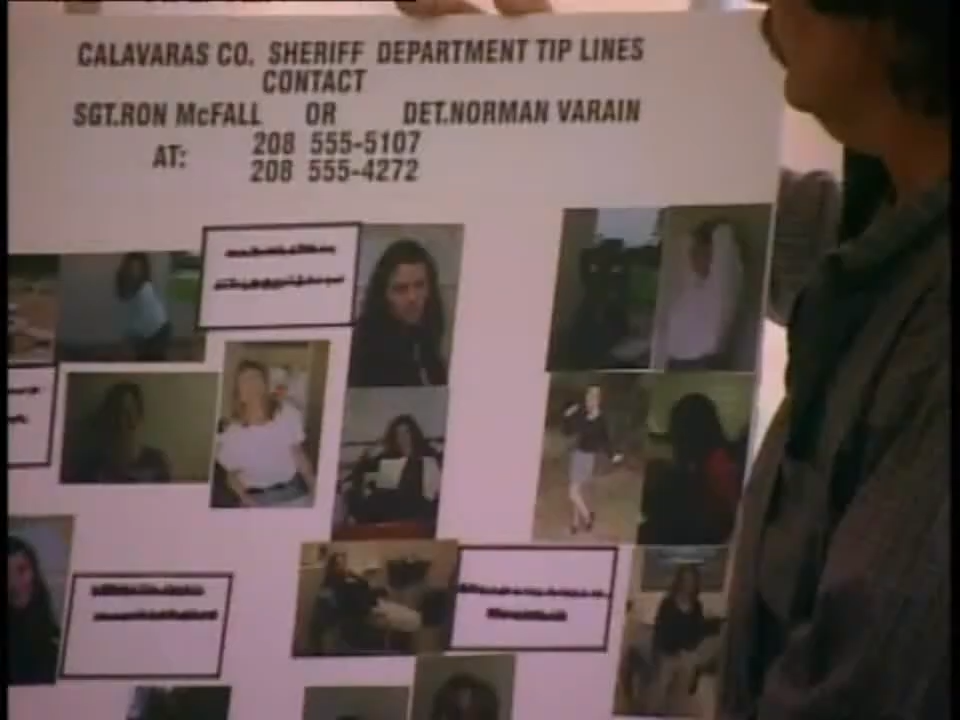 CALAVARAS CO. SHERIFF DEPARTMENT TIP LINES
CONTACT
SGT.RON McFALL OR DET.NORMAN VARAIN
AT: 208 555-5107
208 555-4272